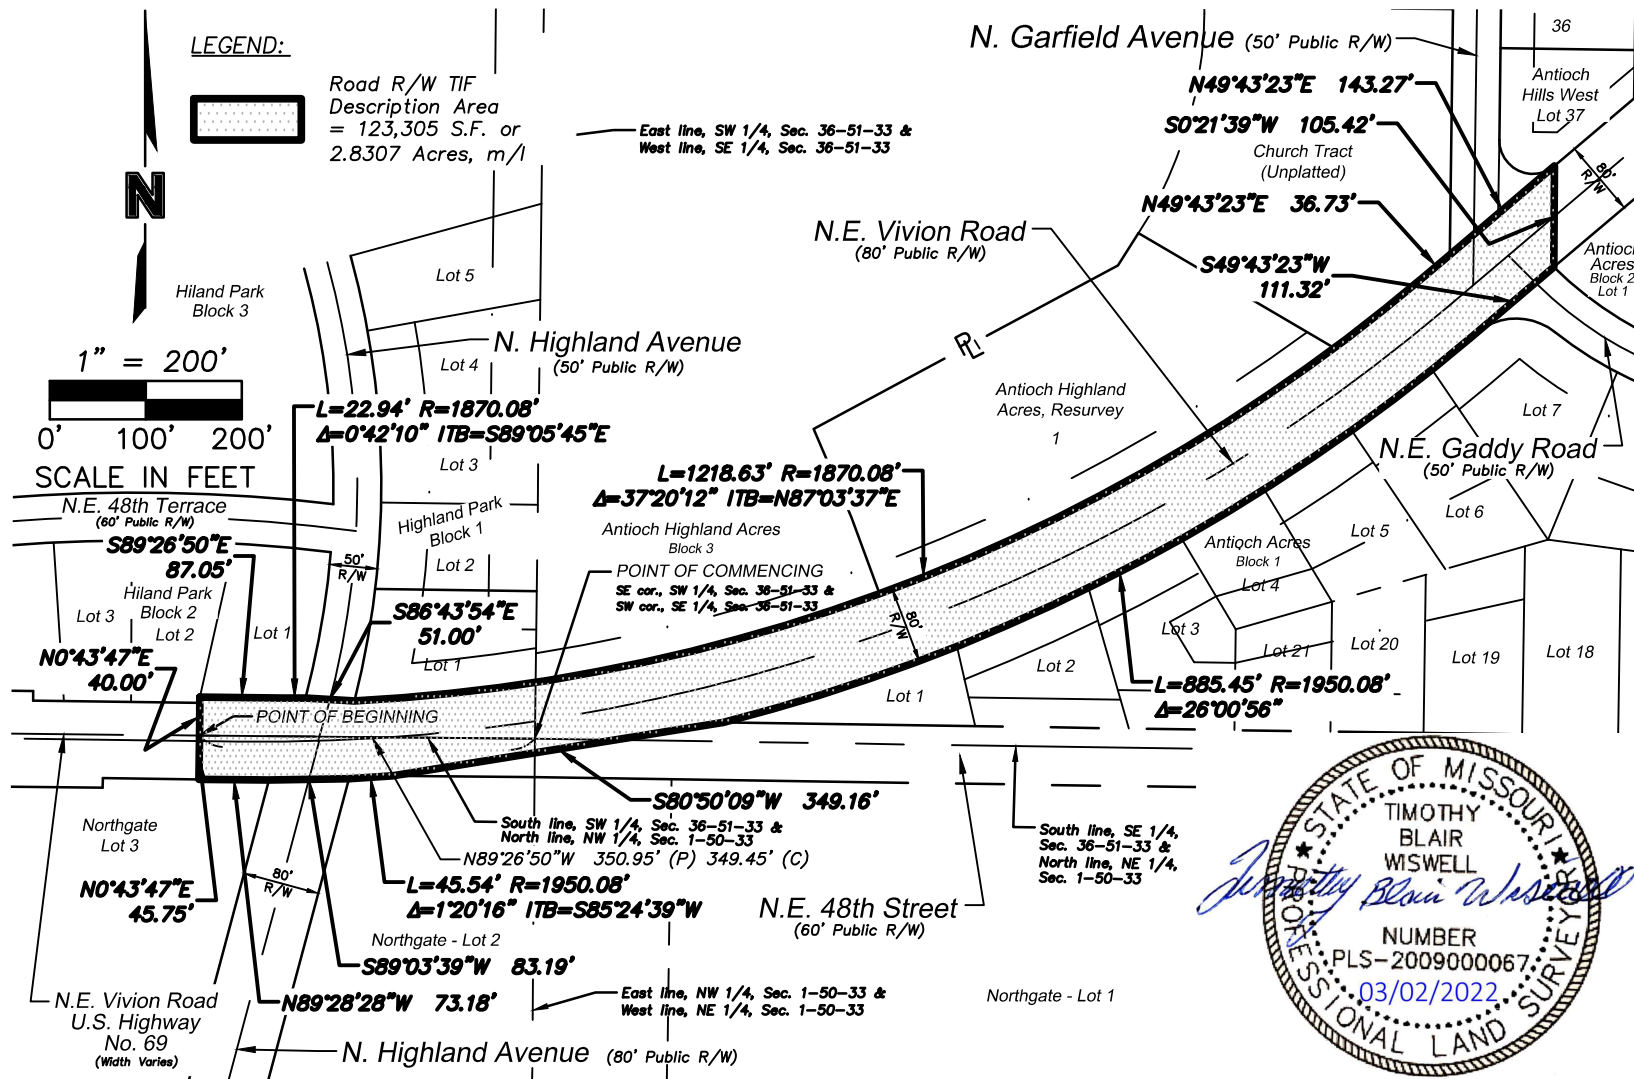 LEGEND:
Road R/W TIF
Description Area
= 123,305 S.F. or
2.8307 Acres, m/l
N
1" = 200'
0' 100' 200'
SCALE IN FEET
East line, SW 1/4, Sec. 36-51-33 &
West line, SE 1/4, Sec. 36-51-33
N. Garfield Avenue (50' Public R/W)
N49°43'23"E 143.27'
S0°21'39"W 105.42'
Church Tract
(Unplatted)
N49°43'23"E 36.73'
S49°43'23"W
111.32'
36
Antioch
Hills West
Lot 37
80'
R/W
Antioch
Acres
Block 2
Lot 1
N.E. Vivion Road
(80' Public R/W)
Hiland Park
Block 3
Lot 5
N. Highland Avenue
(50' Public R/W)
Lot 4
PL
Antioch Highland
Acres, Resurvey
1
Lot 7
N.E. Gaddy Road
(50' Public R/W)
L=22.94' R=1870.08'
Δ=0°42'10" ITB=S89°05'45"E
Lot 3
L=1218.63' R=1870.08'
Δ=37°20'12" ITB=N87°03'37"E
N.E. 48th Terrace
(60' Public R/W)
Highland Park
Block 1
Lot 2
Antioch Highland Acres
Block 3
Lot 6
Lot 5
Antioch Acres
Block 1
Lot 4
S89°26'50"E
87.05'
50'
R/W
POINT OF COMMENCING
SE cor., SW 1/4, Sec. 36-51-33 &
SW cor., SE 1/4, Sec. 36-51-33
Hiland Park
Block 2
Lot 3
Lot 2
Lot 1
S86°43'54"E
51.00'
80'
R/W
Lot 3
Lot 21
Lot 20
Lot 19
Lot 18
N0°43'47"E
40.00'
Lot 1
Lot 2
Lot 1
L=885.45' R=1950.08'
Δ=26°00'56"
POINT OF BEGINNING
S80°50'09"W 349.16'
South line, SW 1/4, Sec. 36-51-33 &
North line, NW 1/4, Sec. 1-50-33
N89°26'50"W 350.95' (P) 349.45' (C)
South line, SE 1/4,
Sec. 36-51-33 &
North line, NE 1/4,
Sec. 1-50-33
Northgate
Lot 3
80'
R/W
N0°43'47"E
45.75'
L=45.54' R=1950.08'
Δ=1°20'16" ITB=S85°24'39"W
N.E. 48th Street
(60' Public R/W)
Northgate - Lot 2
S89°03'39"W 83.19'
N.E. Vivion Road
U.S. Highway
No. 69
(Width Varies)
N89°28'28"W 73.18'
East line, NW 1/4, Sec. 1-50-33 &
West line, NE 1/4, Sec. 1-50-33
Northgate - Lot 1
N. Highland Avenue (80' Public R/W)
STATE OF MISSOURI
TIMOTHY
BLAIR
WISWELL
Timothy Blair Wiswell
NUMBER
PLS-2009000067
03/02/2022
PROFESSIONAL LAND SURVEYOR